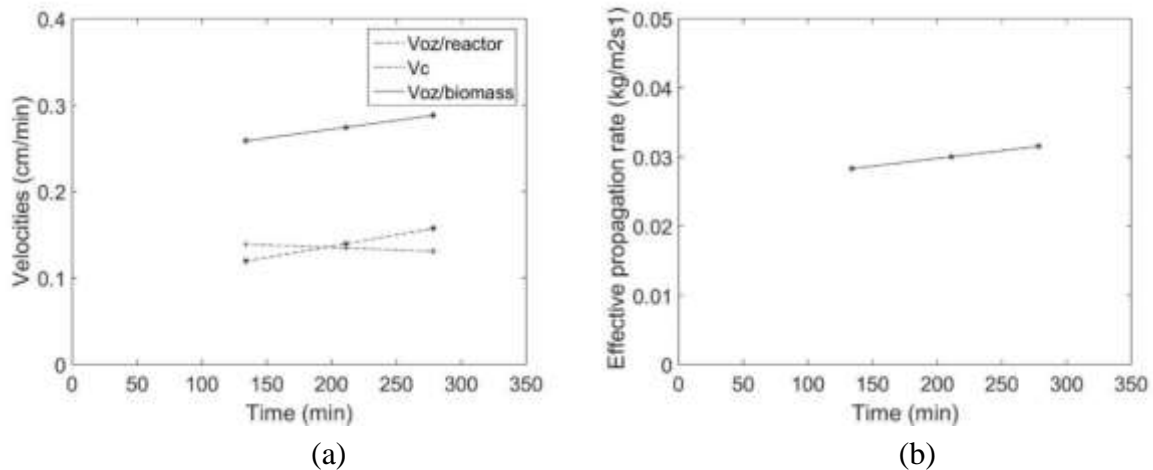 0.4
0.3
0.2
0.1
0
Velocities (cm/min)
Voz/reactor
Vc
Voz/biomass
0 50 100 150 200 250 300 350
Time (min)
(a)
0.05
0.04
0.03
0.02
0.01
0
Effective propagation rate (kg/m2s1)
0 50 100 150 200 250 300 350
Time (min)
(b)